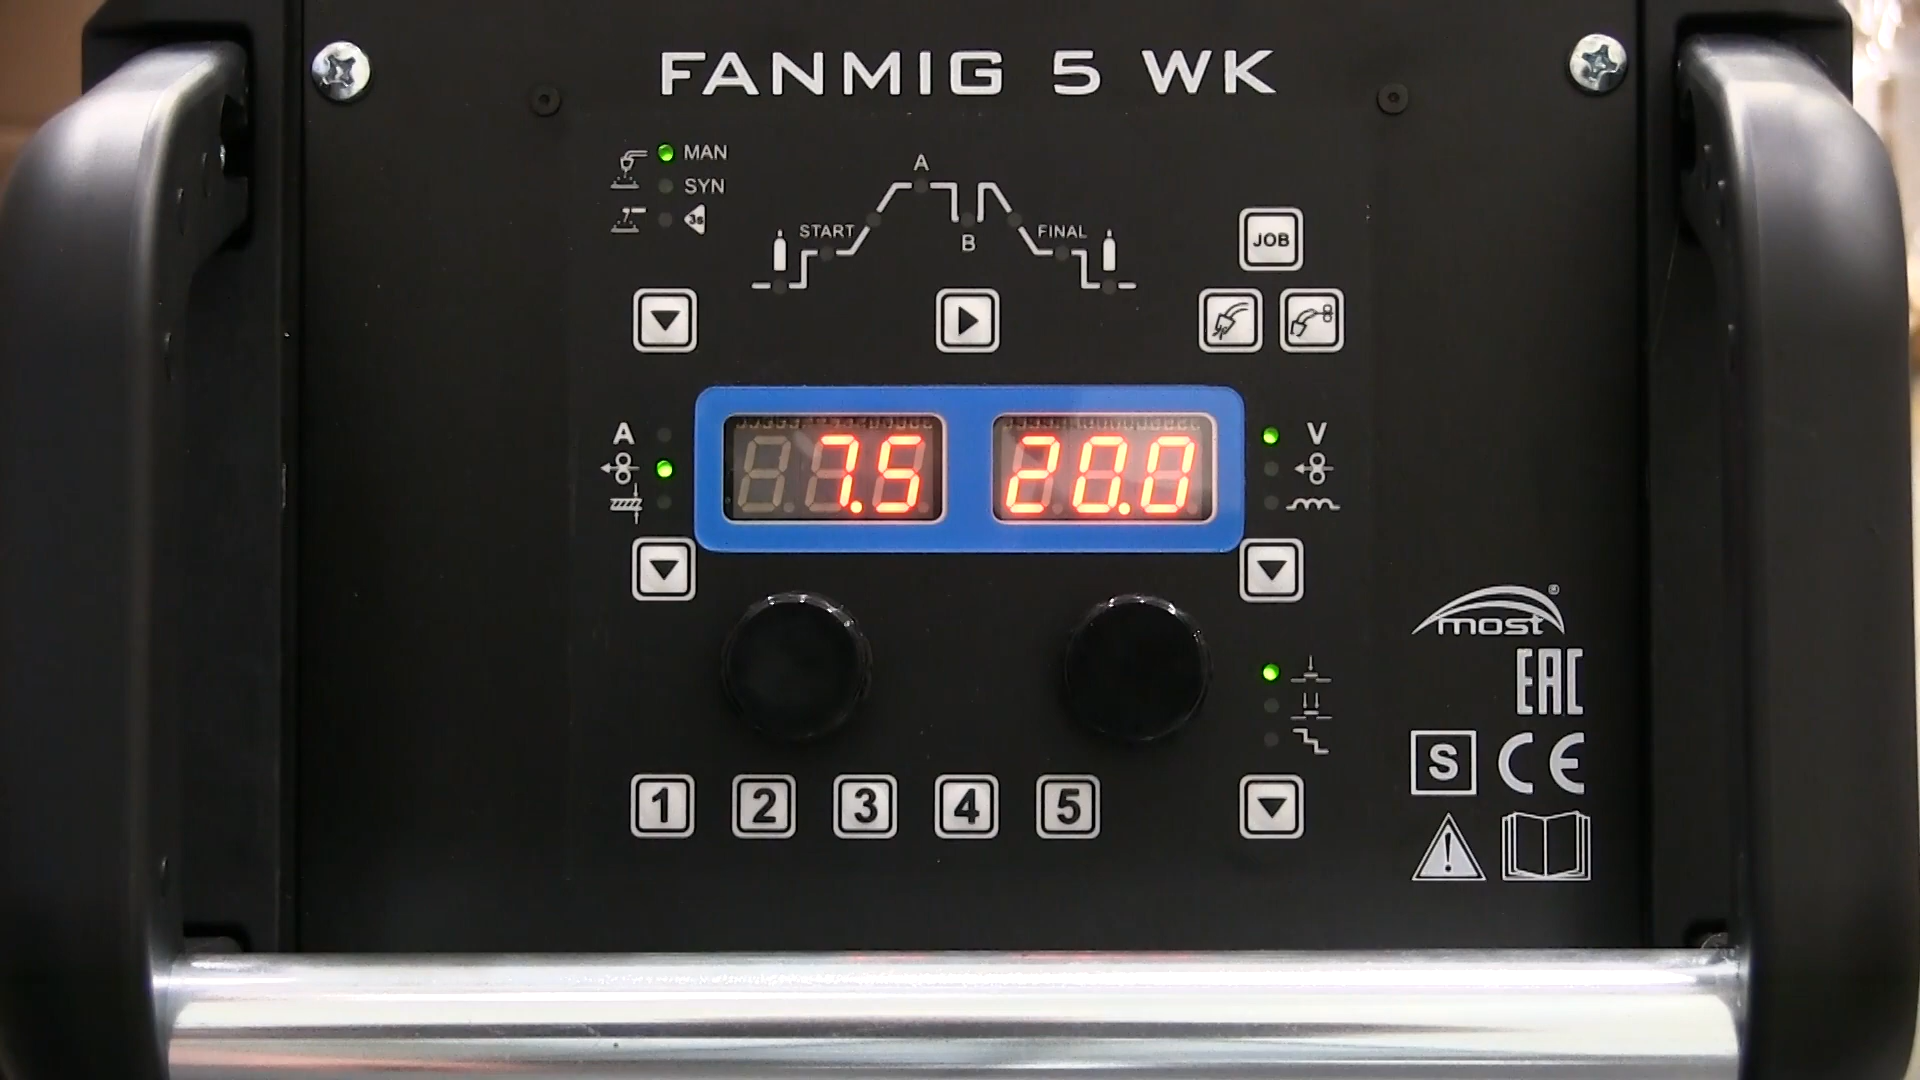 FANMIG 5 WK
MAN
SYN
3s
A
START
B
FINAL
JOB
A
7.5
20.0
V
most®
EAC
S CE
1 2 3 4 5